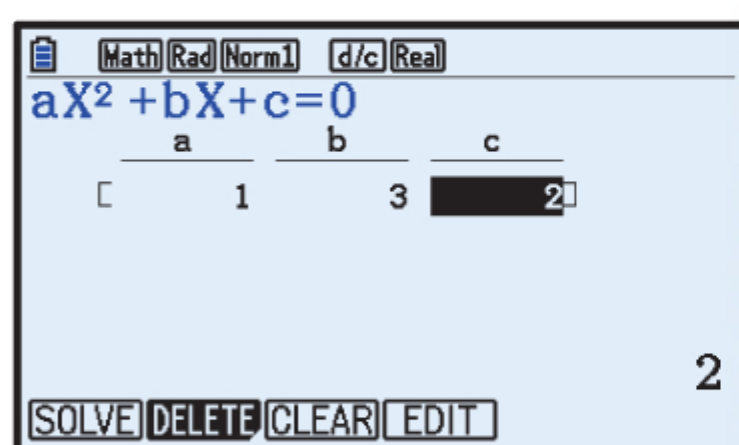 Math Rad Norm1 d/c Real
aX² +bX+c=0
a b c
[ 1 3 2 ]
2
SOLVE DELETE CLEAR EDIT